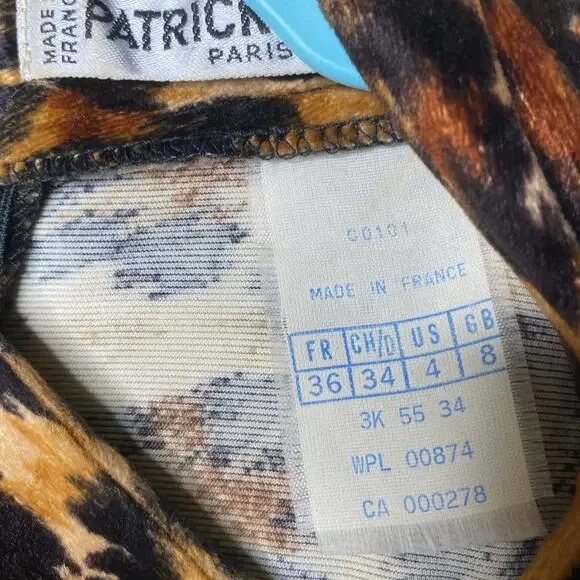 MADE
FRANC
PATRICK
PARIS
C0101
MADE IN FRANCE
FR CH/D US GB
36 34 4 8
3K 55 34
WPL 00874
CA 000278